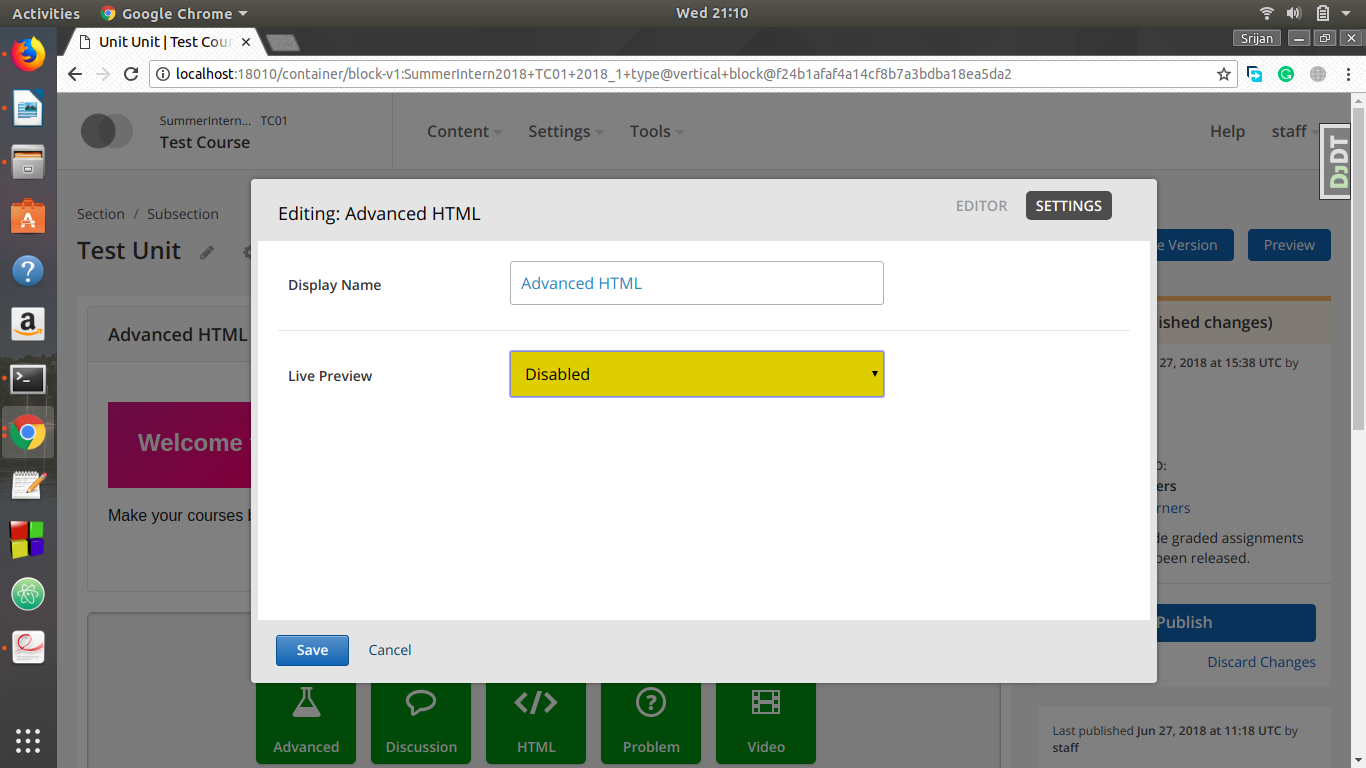 Activities Google Chrome Wed 21:10
Unit Unit | Test Cour Srijan
localhost:18010/container/block-v1:SummerIntern2018+TC01+2018_1+type@vertical+block@f24b1afaf4a14cf8b7a3bdba18ea5da2
SummerIntern... TC01
Test Course
Content Settings Tools Help staff
DJDT
Section / Subsection
Test Unit
e Version Preview
Editing: Advanced HTML EDITOR SETTINGS
Display Name Advanced HTML
Live Preview Disabled
Save Cancel
Advanced HTML
Welcome
Make your courses b
ished changes)
27, 2018 at 15:38 UTC by
O:
ers
rners
de graded assignments
been released.
Publish
Discard Changes
Advanced Discussion HTML Problem Video
Last published Jun 27, 2018 at 11:18 UTC by
staff